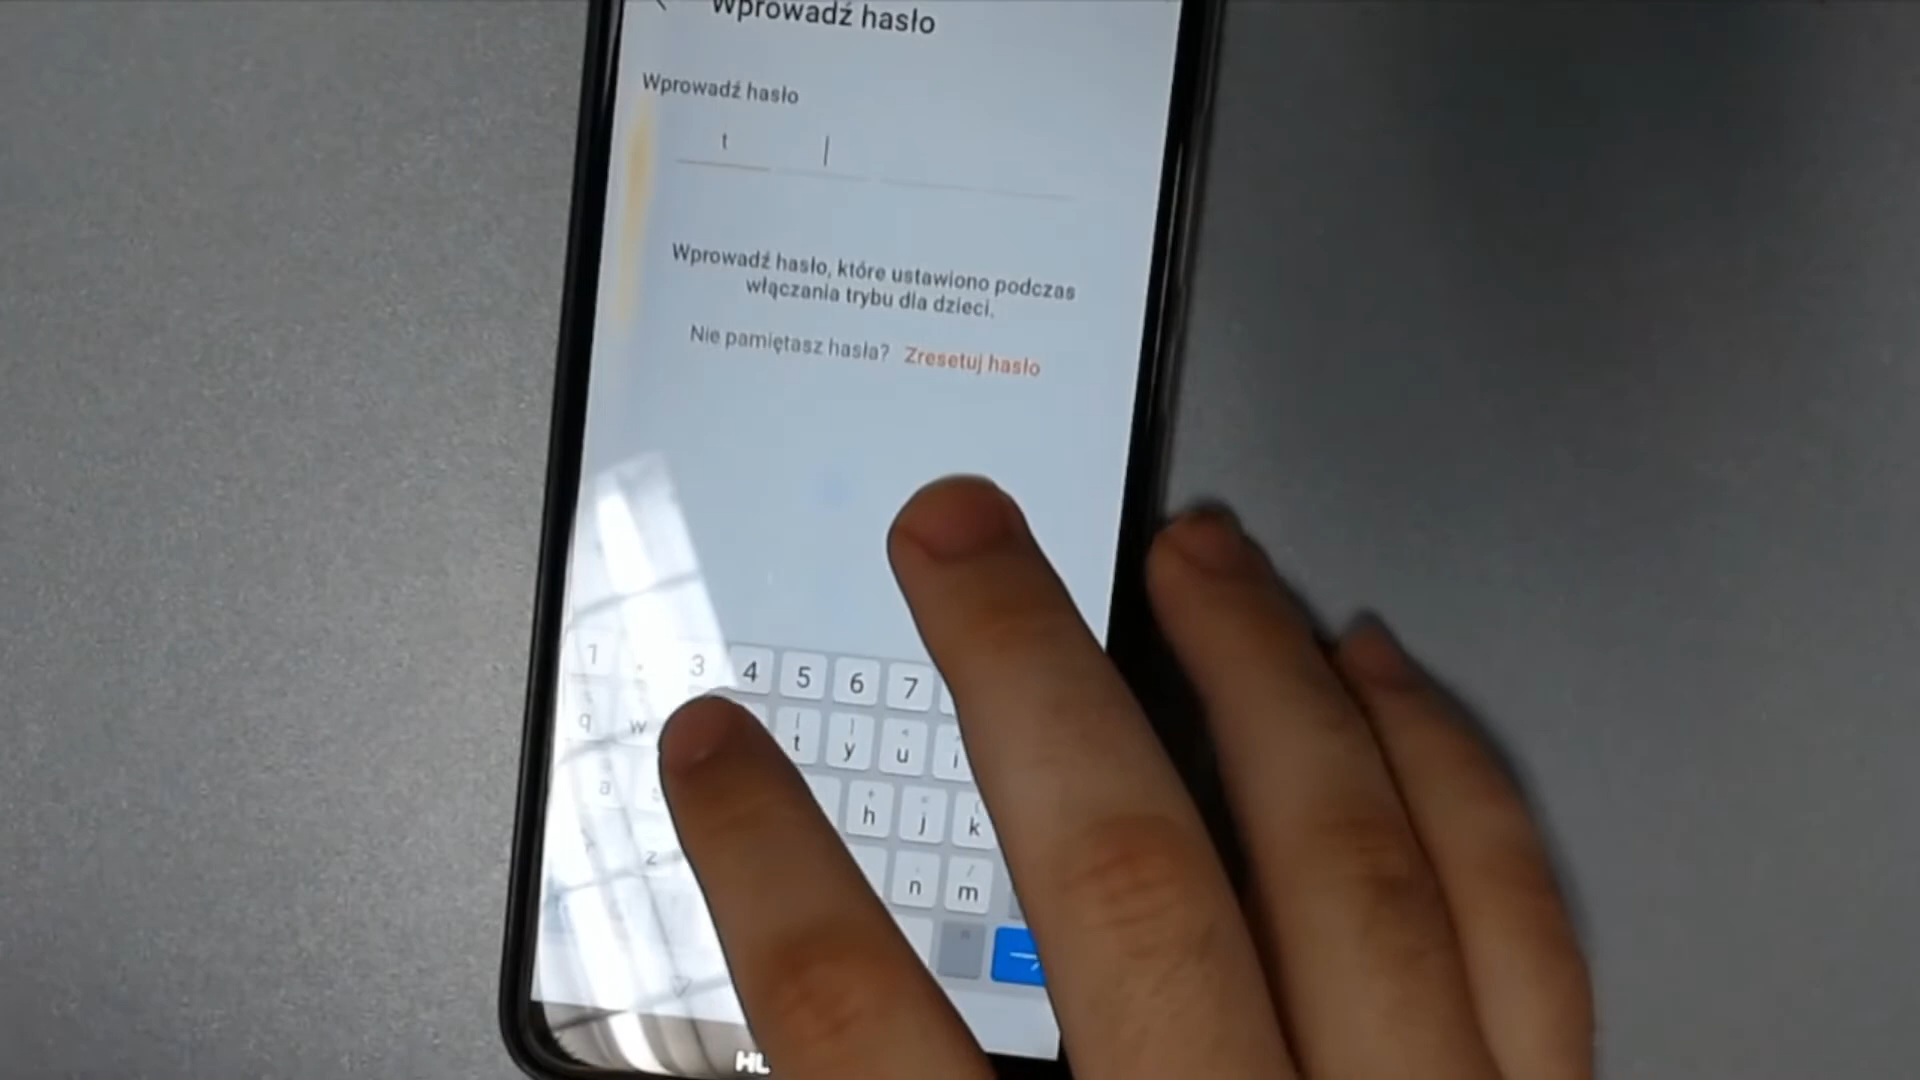 Wprowadź hasło
Wprowadź hasło
t
Wprowadź hasło, które ustawiono podczas
włączania trybu dla dzieci.
Nie pamiętasz hasła? Zresetuj hasło
1 3 4 5 6 7
q w t y u i
a h j k
z n m
HL